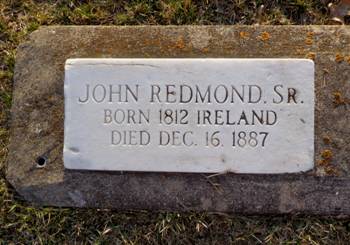 JOHN REDMOND. SR.
BORN 1812 IRELAND
DIED DEC. 16. 1887